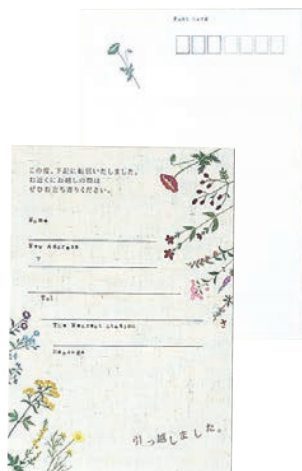 Post card
この度、下記に転居いたしました。
お近くにお越しの際は
ぜひお立ち寄りください。
Name
New Address
〒
Tel
The Nearest Station
Message
引っ越しました。